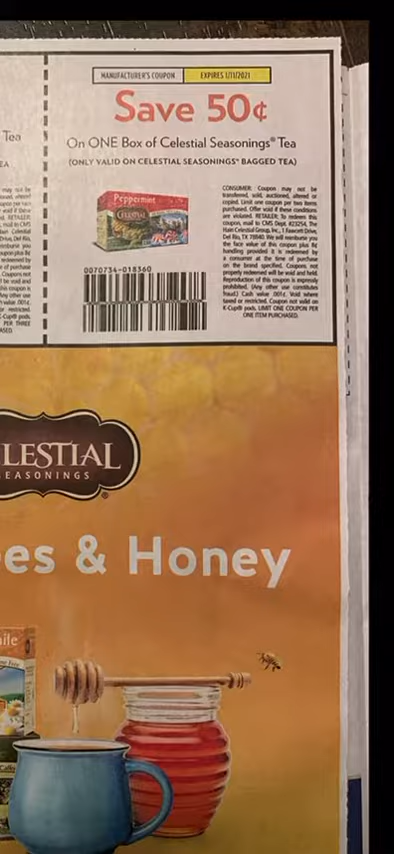 MANUFACTURER'S COUPON EXPIRES 1/11/2021
Save 50¢
Tea
On ONE Box of Celestial Seasonings® Tea
(ONLY VALID ON CELESTIAL SEASONINGS® BAGGED TEA)
CONSUMER: Coupon may not be
transferred, sold, auctioned, altered or
copied. Limit one coupon per two items
purchased. Offer void if these conditions
are violated. RETAILER: To redeem this
coupon, mail to CMS Dept. #23254, The
Hain Celestial Group, Inc., 1 Fawcett Drive,
Del Rio, TX 78840. We will reimburse you
the face value of this coupon plus 8¢
handling provided it is redeemed by
a consumer at the time of purchase
on the brand specified. Coupons not
properly redeemed will be void and held.
Reproduction of this coupon is expressly
prohibited. (Any other use constitutes
fraud.) Cash value .001¢. Void where
taxed or restricted. Coupon not valid on
K-Cup® pods. LIMIT ONE COUPON PER
ONE ITEM PURCHASED.
Peppermint
CELESTIAL
0070734-018360
LESTIAL
EASONINGS®
es & Honey
ile